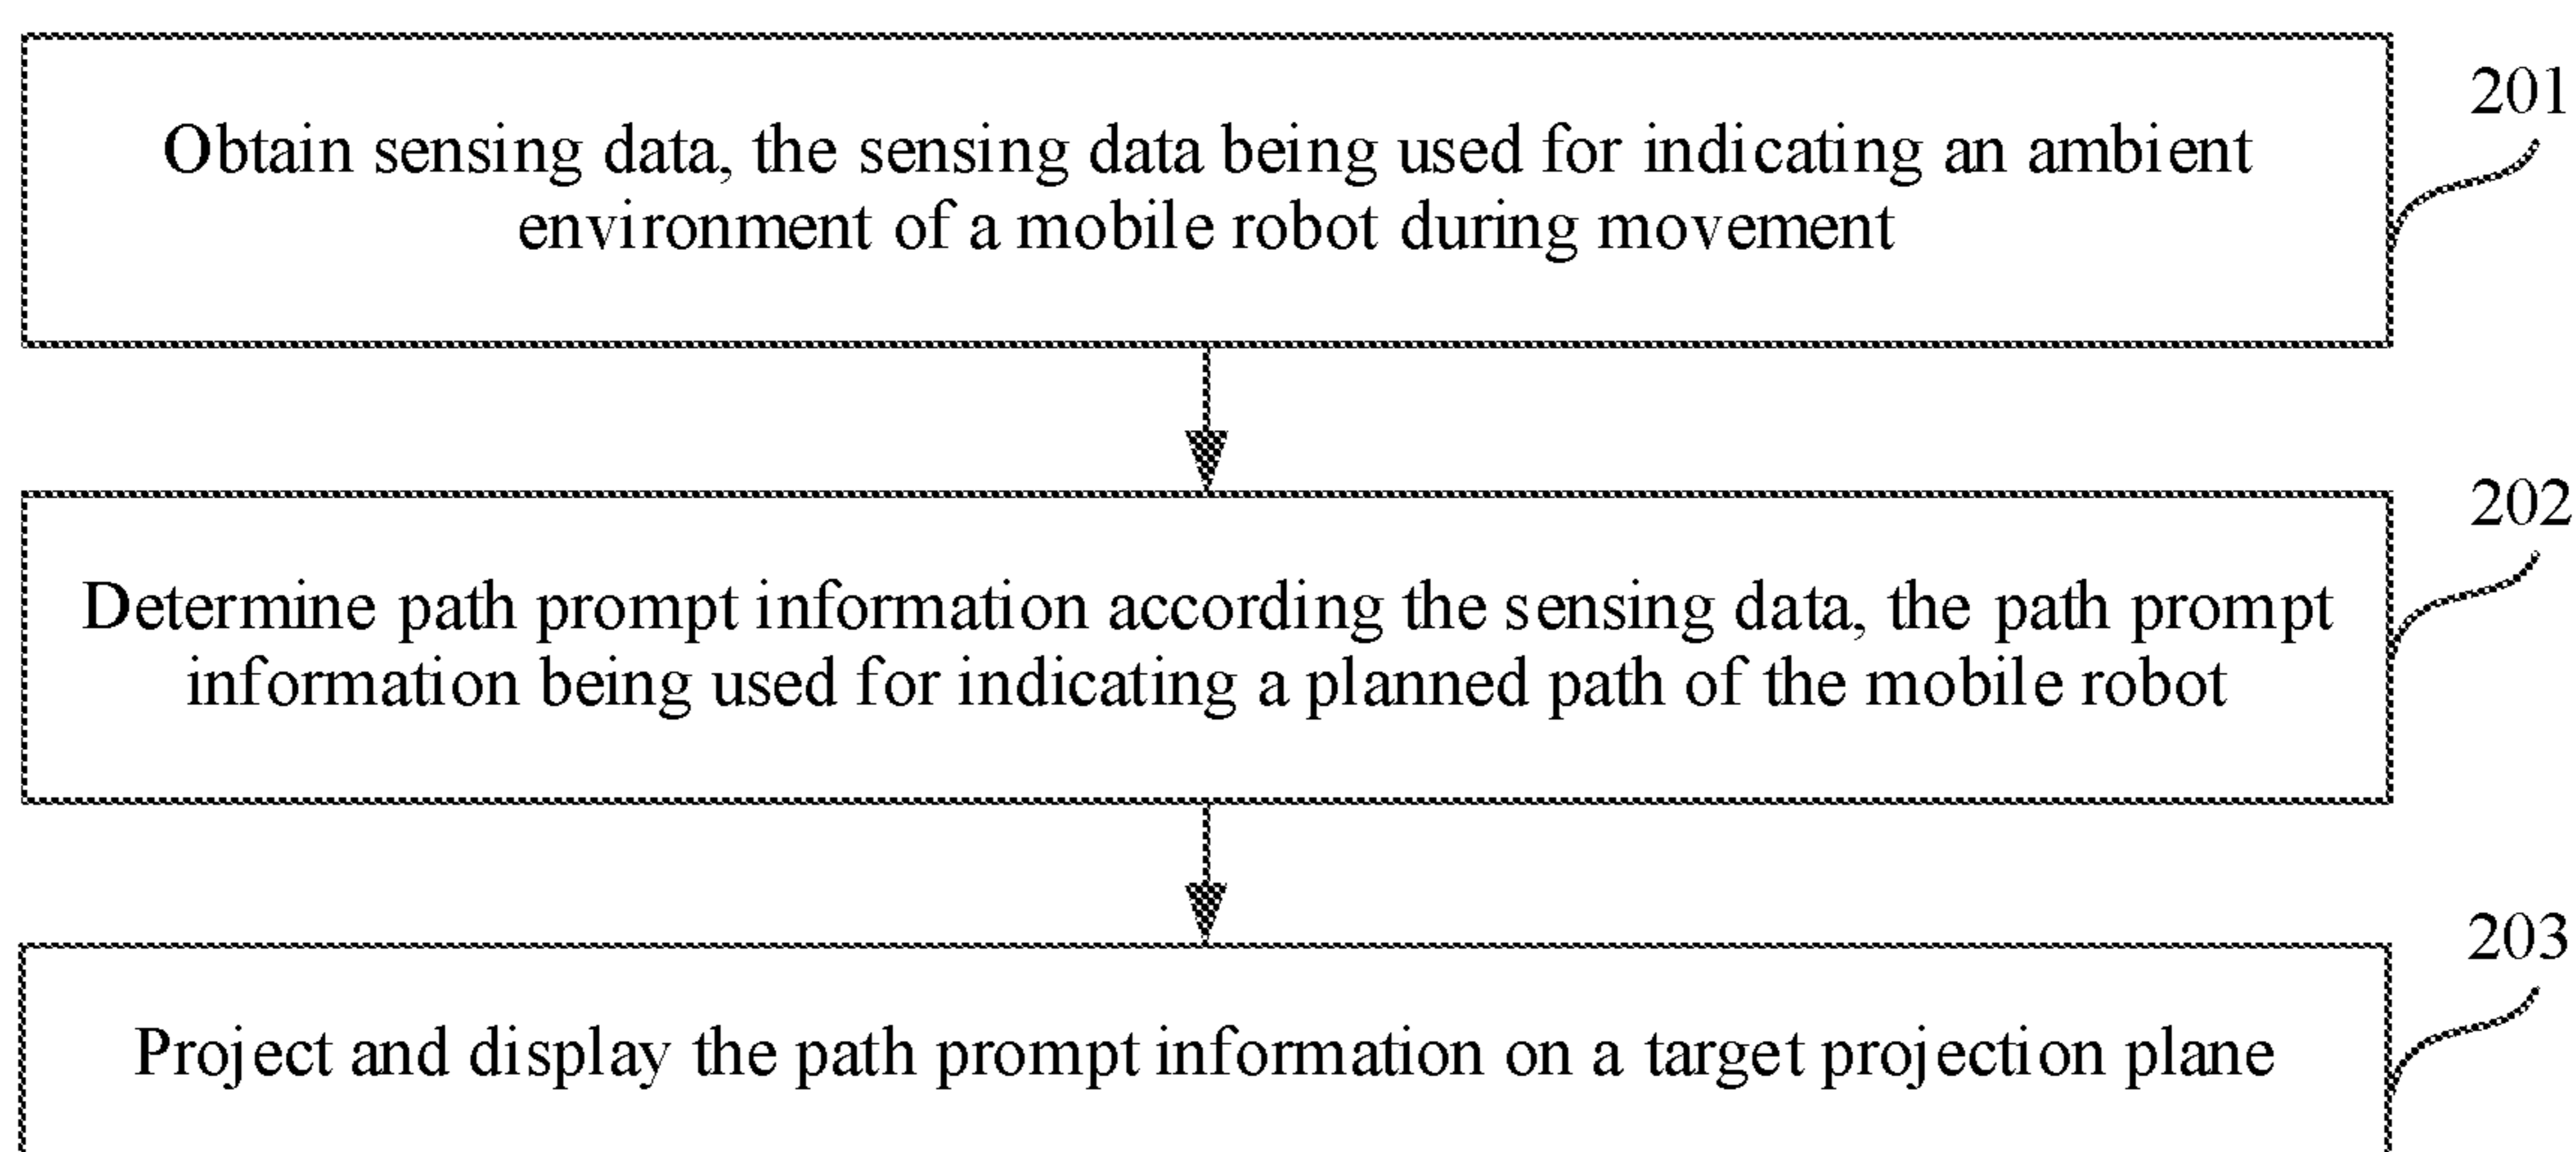 201
Obtain sensing data, the sensing data being used for indicating an ambient
environment of a mobile robot during movement
202
Determine path prompt information according the sensing data, the path prompt
information being used for indicating a planned path of the mobile robot
203
Project and display the path prompt information on a target projection plane